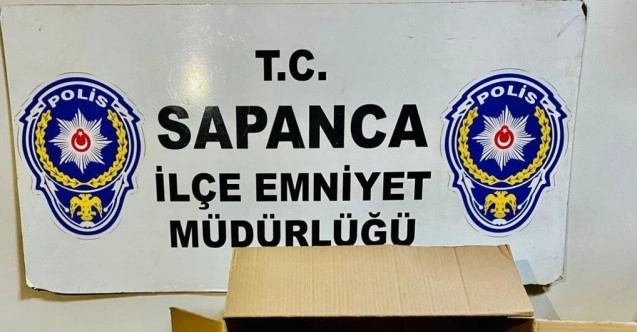 T.C.
POLİS
SAPANCA
POLİS
İLÇE EMNİYET
MÜDÜRLÜĞÜ